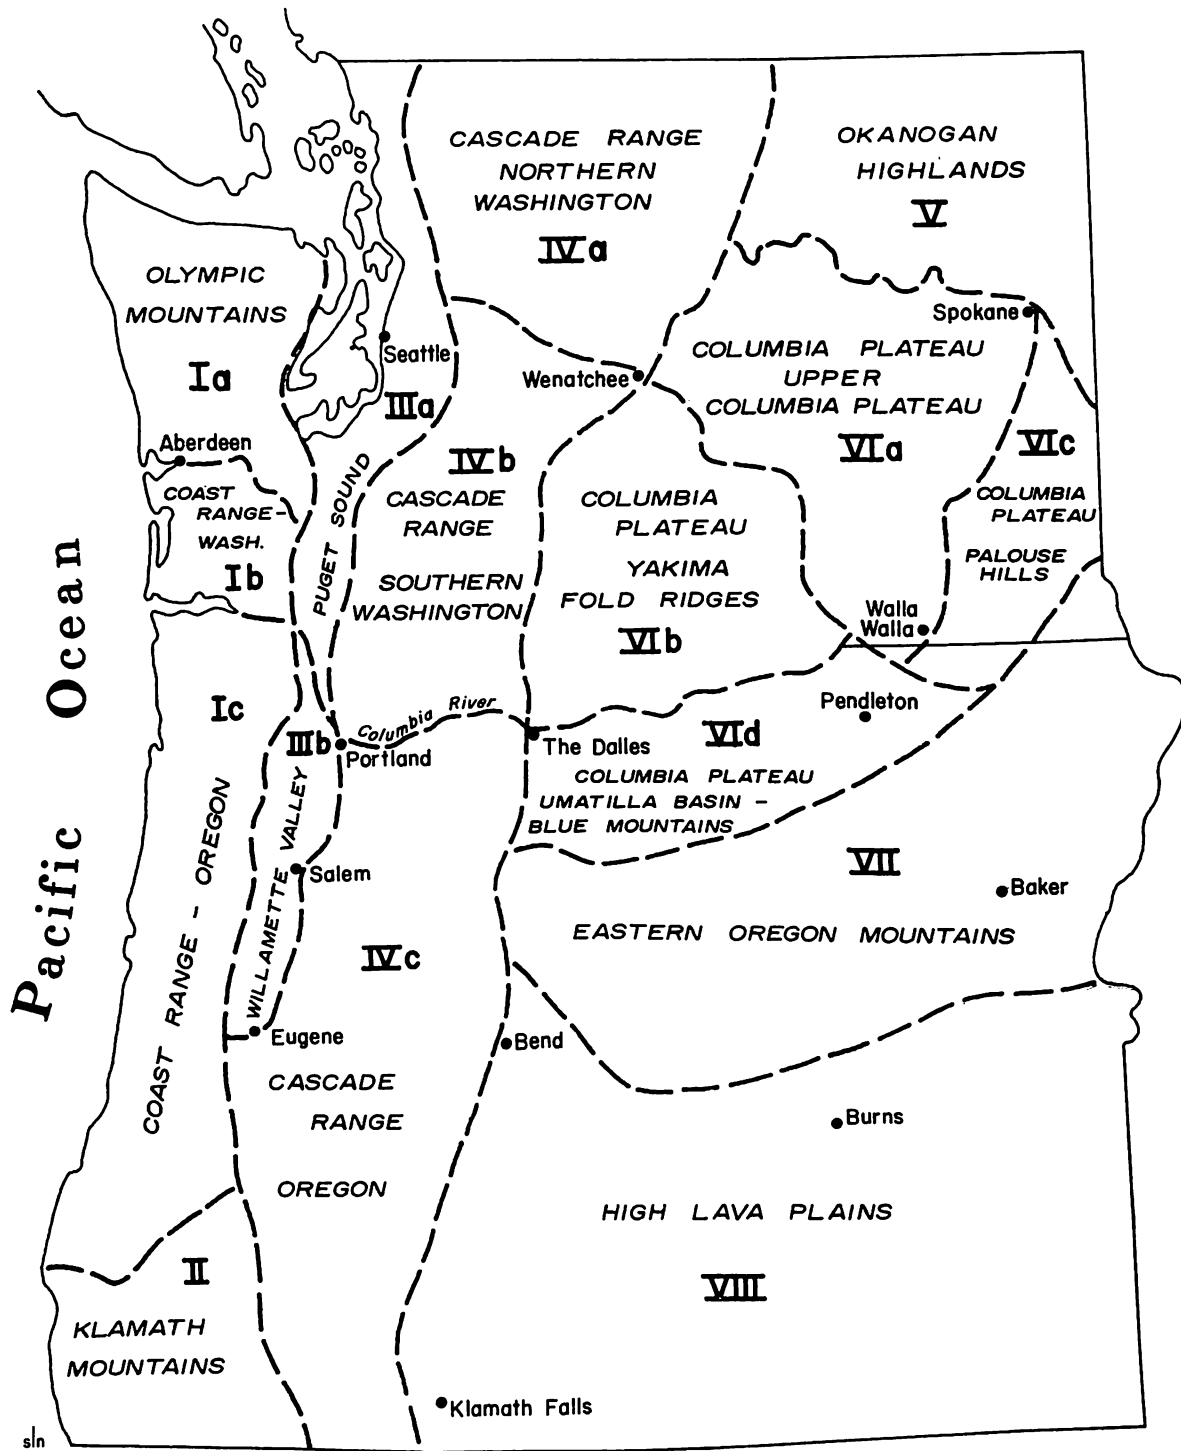 CASCADE RANGE
NORTHERN
WASHINGTON
IVa
OKANOGAN
HIGHLANDS
V
OLYMPIC
MOUNTAINS
Ia
Seattle
IIIa
Wenatchee
Spokane
COLUMBIA PLATEAU
UPPER
COLUMBIA PLATEAU
VIa
VIc
COLUMBIA
PLATEAU
PALOUSE
HILLS
Aberdeen
COAST
RANGE-
WASH.
Ib
PUGET SOUND
IVb
CASCADE
RANGE
SOUTHERN
WASHINGTON
COLUMBIA
PLATEAU
YAKIMA
FOLD RIDGES
VIb
Walla
Walla
Pacific Ocean
Ic
COAST RANGE - OREGON
IIIb
Portland
Columbia River
The Dalles
VId
Pendleton
COLUMBIA PLATEAU
UMATILLA BASIN -
BLUE MOUNTAINS
WILLAMETTE VALLEY
Salem
VII
Baker
EASTERN OREGON MOUNTAINS
IVc
Eugene
Bend
CASCADE
RANGE
OREGON
Burns
HIGH LAVA PLAINS
VIII
II
KLAMATH
MOUNTAINS
Klamath Falls
sln